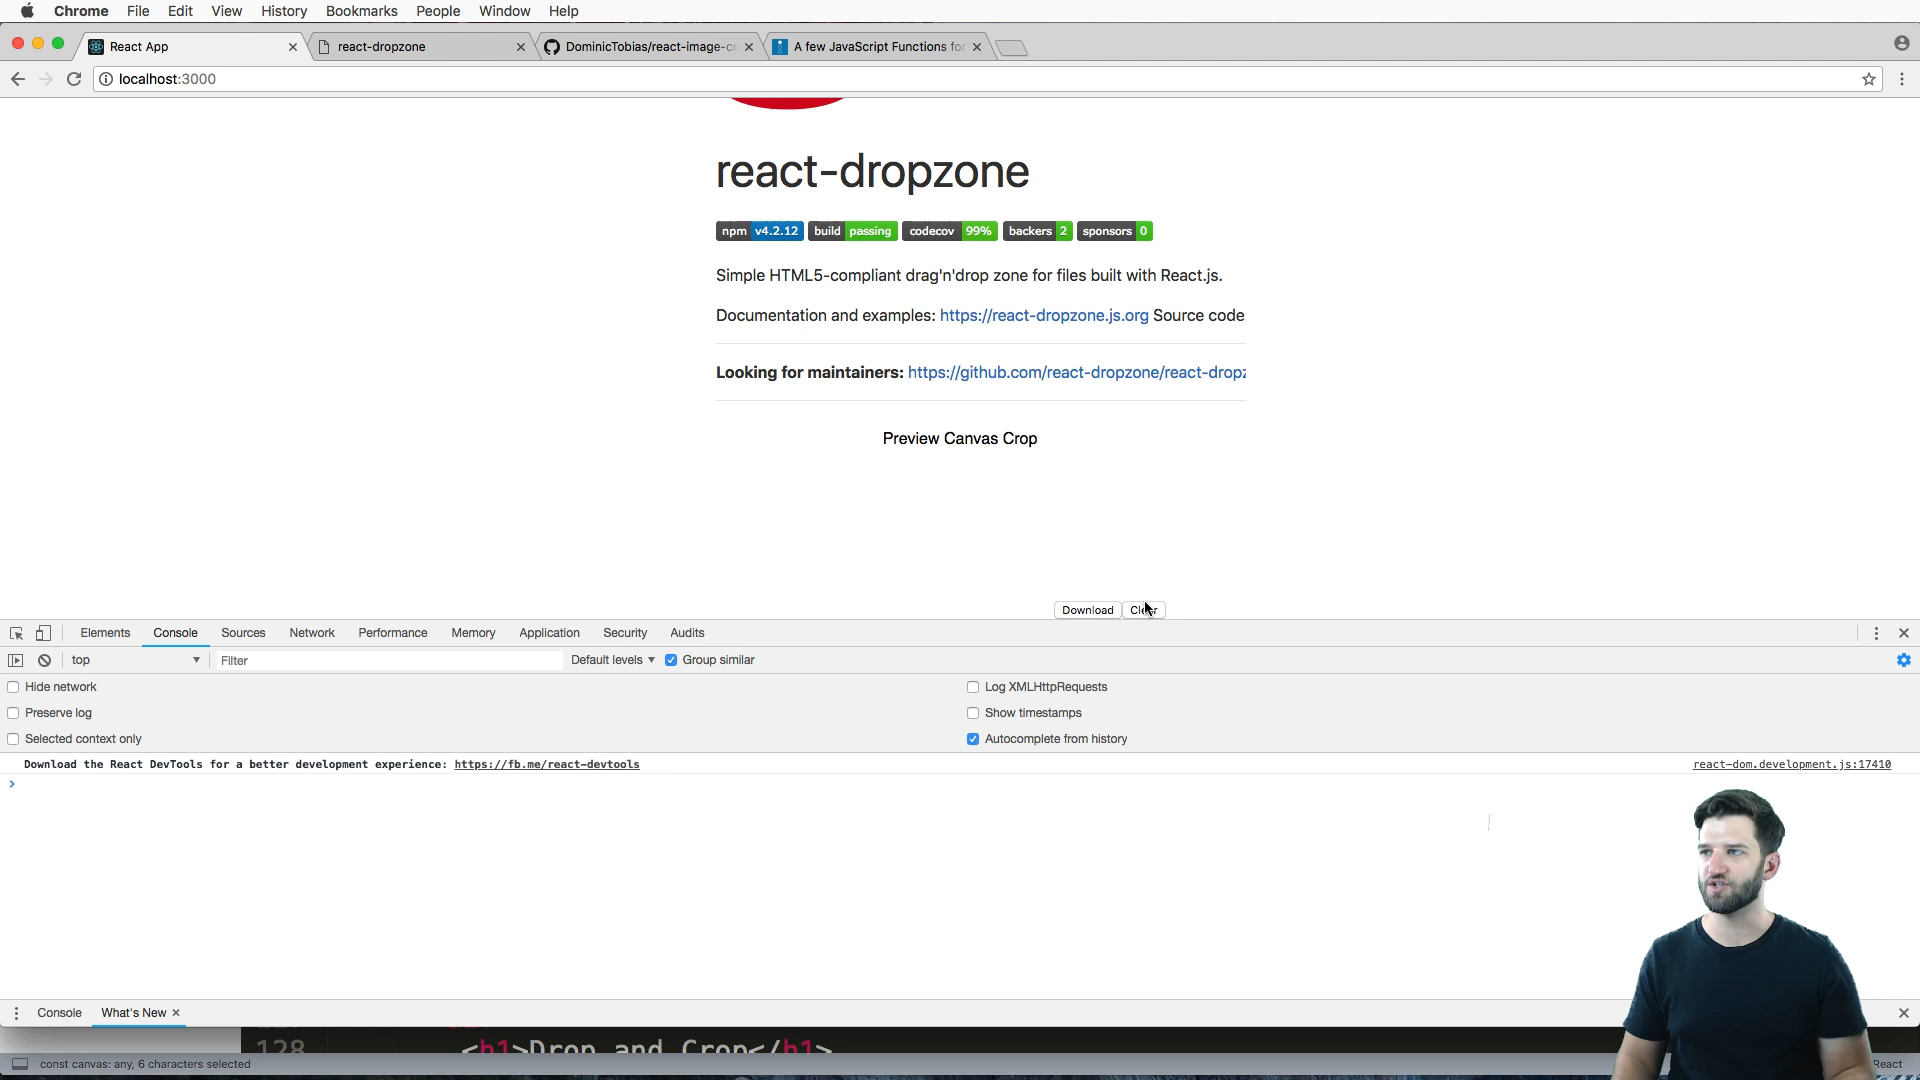 Chrome File Edit View History Bookmarks People Window Help
React App
react-dropzone
DominicTobias/react-image-cr
A few JavaScript Functions for
localhost:3000
react-dropzone
npm v4.2.12 build passing codecov 99% backers 2 sponsors 0
Simple HTML5-compliant drag'n'drop zone for files built with React.js.
Documentation and examples: https://react-dropzone.js.org Source code
Looking for maintainers: https://github.com/react-dropzone/react-dropz
Preview Canvas Crop
Download Clear
Elements Console Sources Network Performance Memory Application Security Audits
top Filter Default levels Group similar
Hide network
Log XMLHttpRequests
Preserve log
Show timestamps
Selected context only
Autocomplete from history
Download the React DevTools for a better development experience: https://fb.me/react-devtools
react-dom.development.js:17410
Console What's New
128 <h1>Drop and Crop</h1>
const canvas: any, 6 characters selected
React